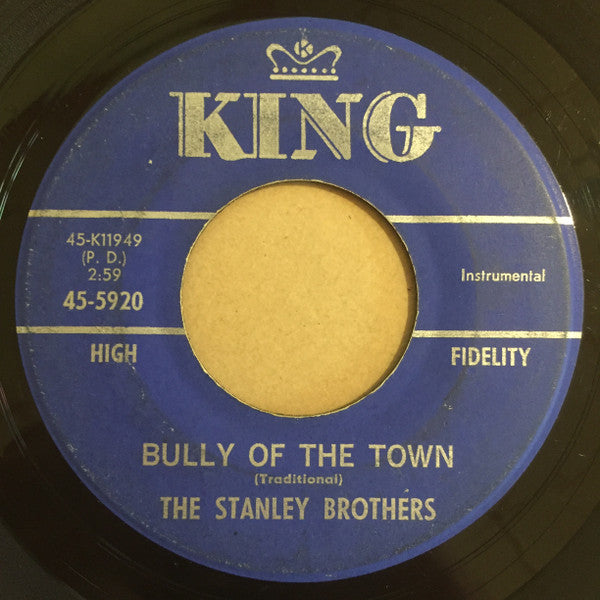 K
KING
45-K11949
(P. D.)
2:59
45-5920
Instrumental
HIGH
FIDELITY
BULLY OF THE TOWN
(Traditional)
THE STANLEY BROTHERS